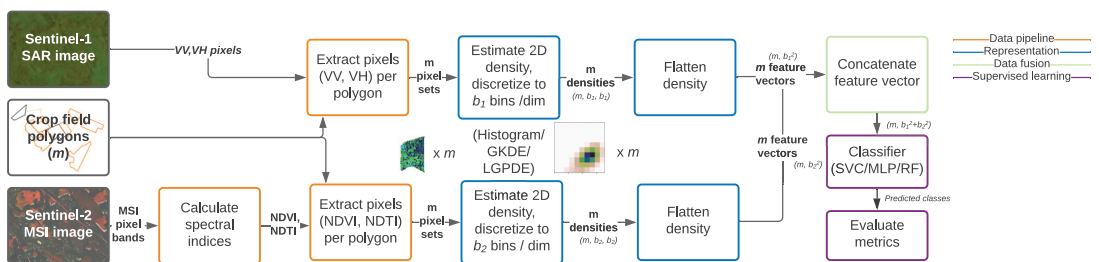 Sentinel-1
SAR image
VV,VH pixels
Extract pixels
(VV, VH) per
polygon
m
pixel
sets
Estimate 2D
density,
discretize to
b₁ bins /dim
m
densities
(m, b₁, b₁)
Flatten
density
(m, b₁²)
m feature
vectors
Concatenate
feature vector
Data pipeline
Representation
Data fusion
Supervised learning
Crop field
polygons
(m)
x m
(Histogram/
GKDE/
LGPDE)
x m
m feature
vectors
(m, b₂²)
(m, b₁²+b₂²)
Classifier
(SVC/MLP/RF)
Predicted classes
Evaluate
metrics
Sentinel-2
MSI image
MSI
pixel
bands
Calculate
spectral
indices
NDVI,
NDTI
Extract pixels
(NDVI, NDTI)
per polygon
m
pixel
sets
Estimate 2D
density,
discretize to
b₂ bins / dim
m
densities
(m, b₂, b₂)
Flatten
density